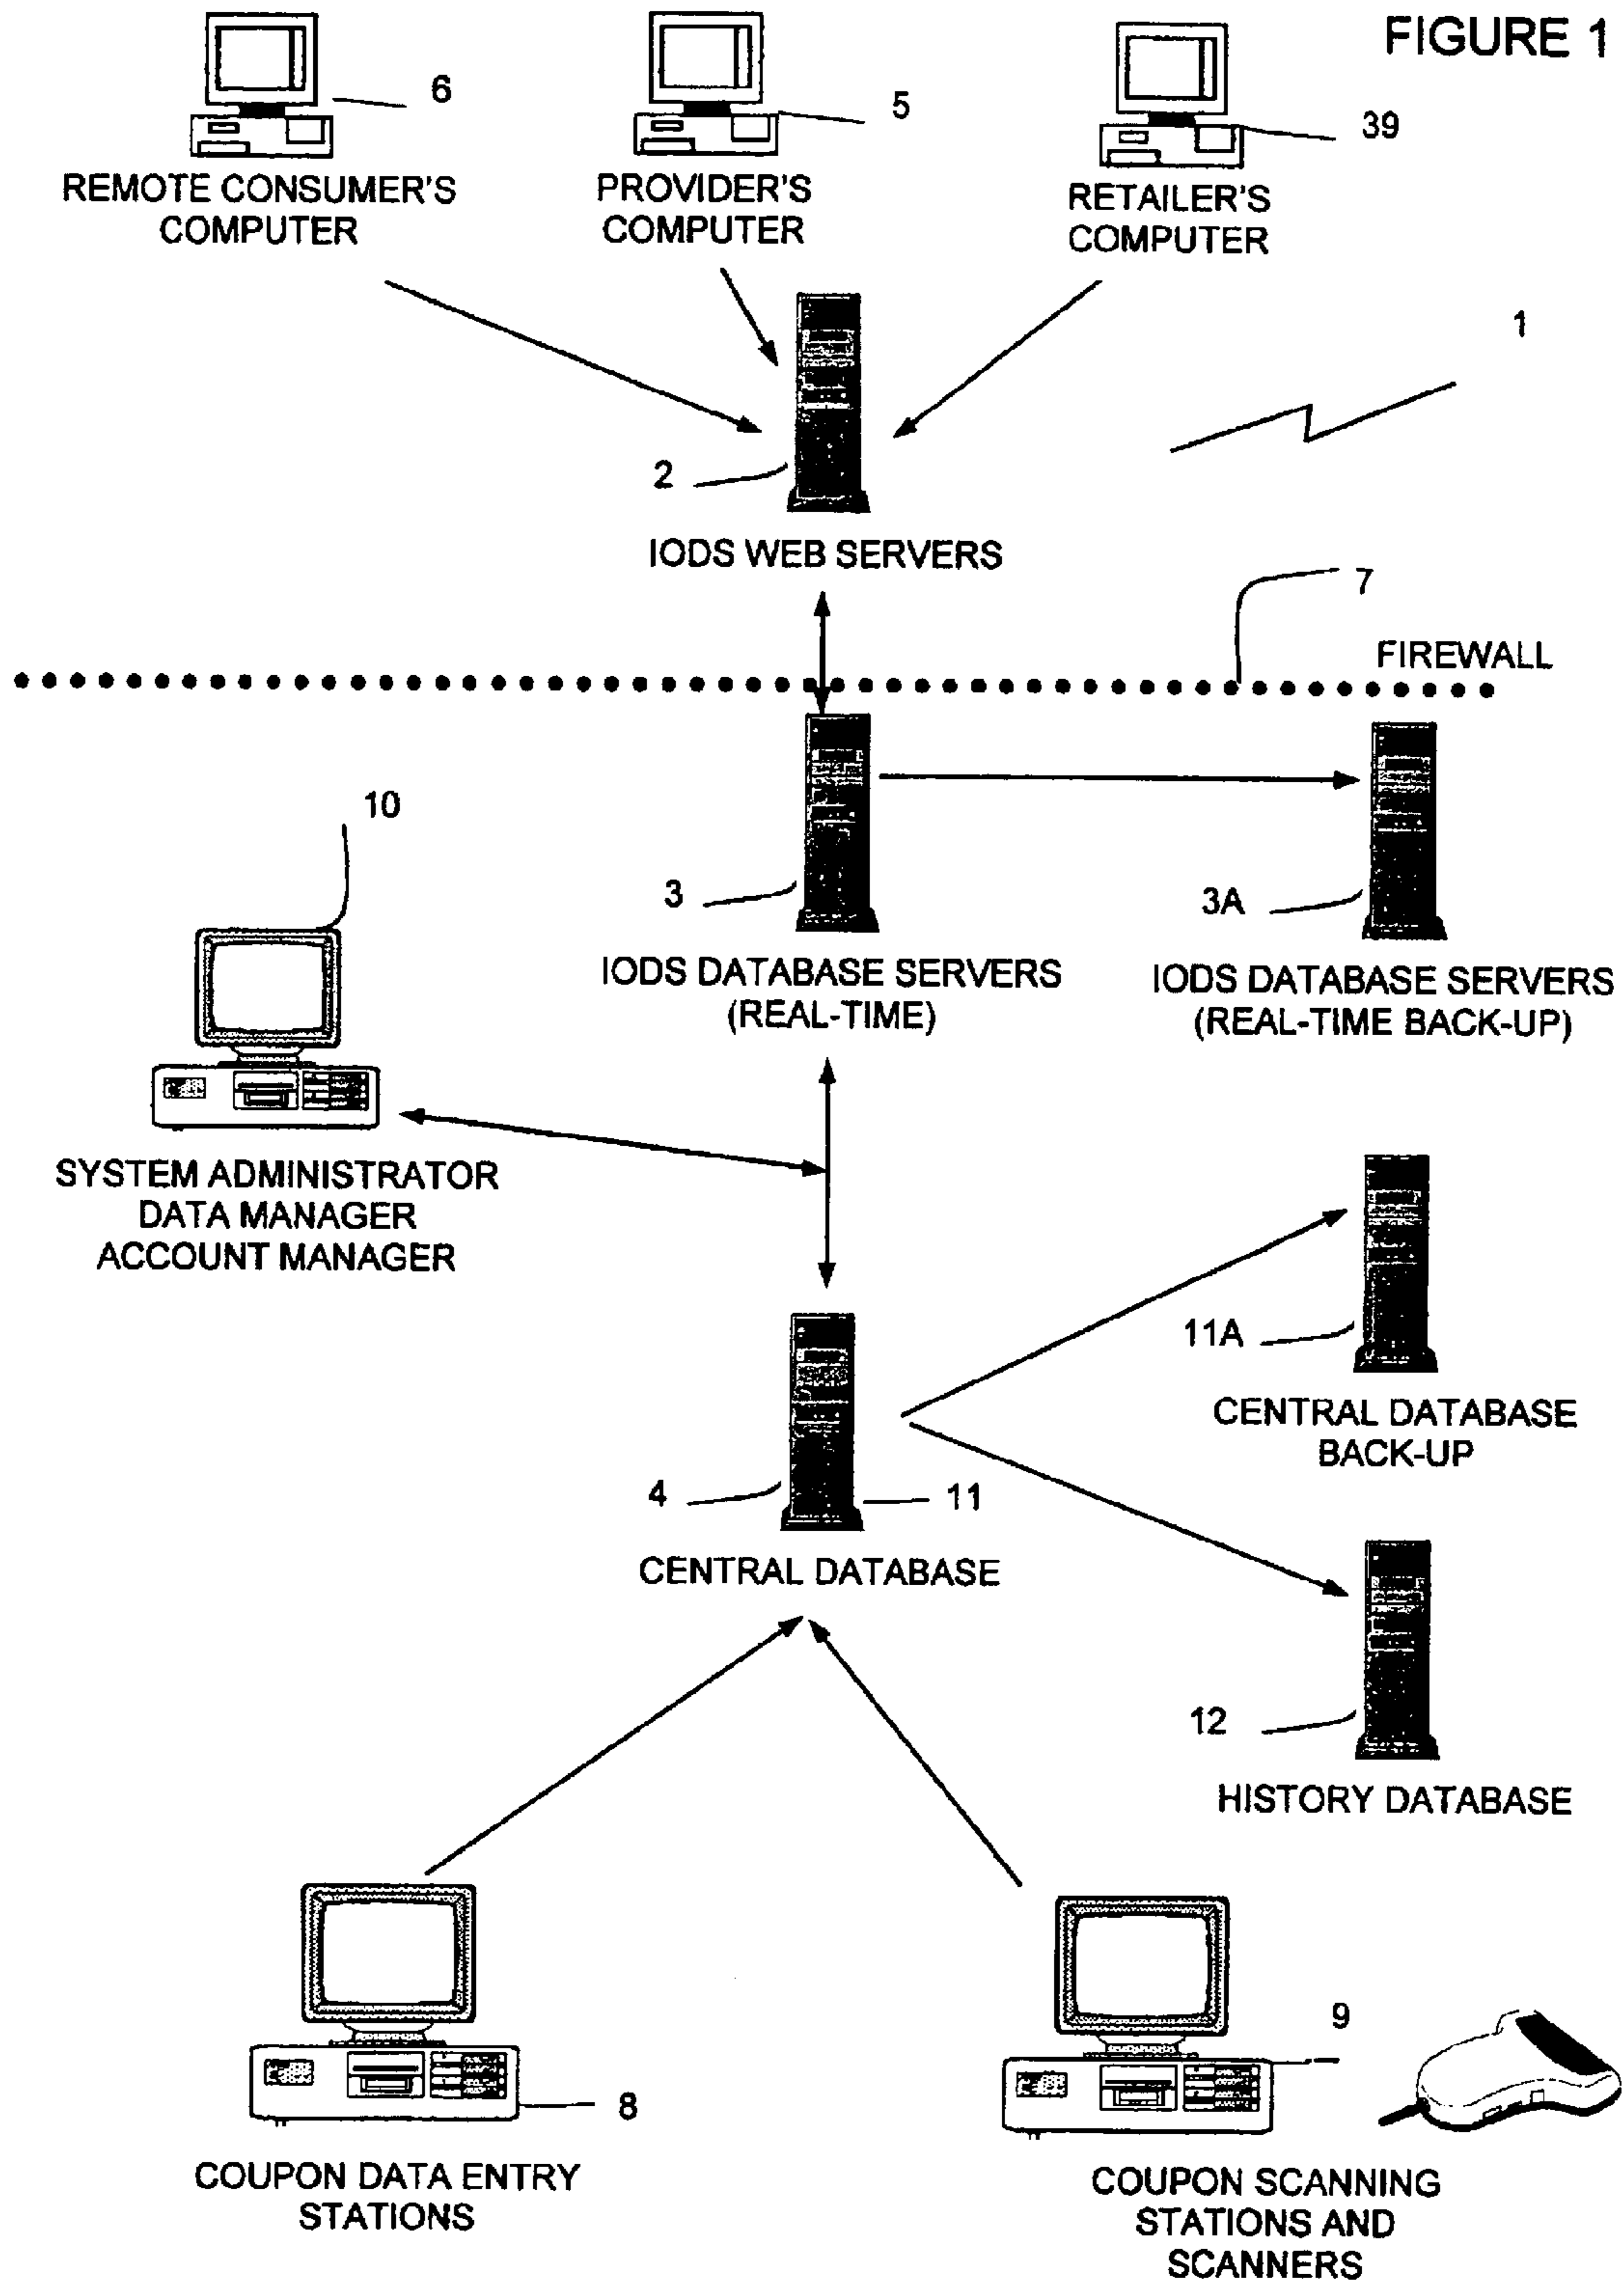 FIGURE 1
6
5
39
REMOTE CONSUMER'S
COMPUTER
PROVIDER'S
COMPUTER
RETAILER'S
COMPUTER
1
2
IODS WEB SERVERS
7
FIREWALL
10
3
3A
IODS DATABASE SERVERS
(REAL-TIME)
IODS DATABASE SERVERS
(REAL-TIME BACK-UP)
SYSTEM ADMINISTRATOR
DATA MANAGER
ACCOUNT MANAGER
11A
CENTRAL DATABASE
BACK-UP
4
11
CENTRAL DATABASE
12
HISTORY DATABASE
9
8
COUPON DATA ENTRY
STATIONS
COUPON SCANNING
STATIONS AND
SCANNERS